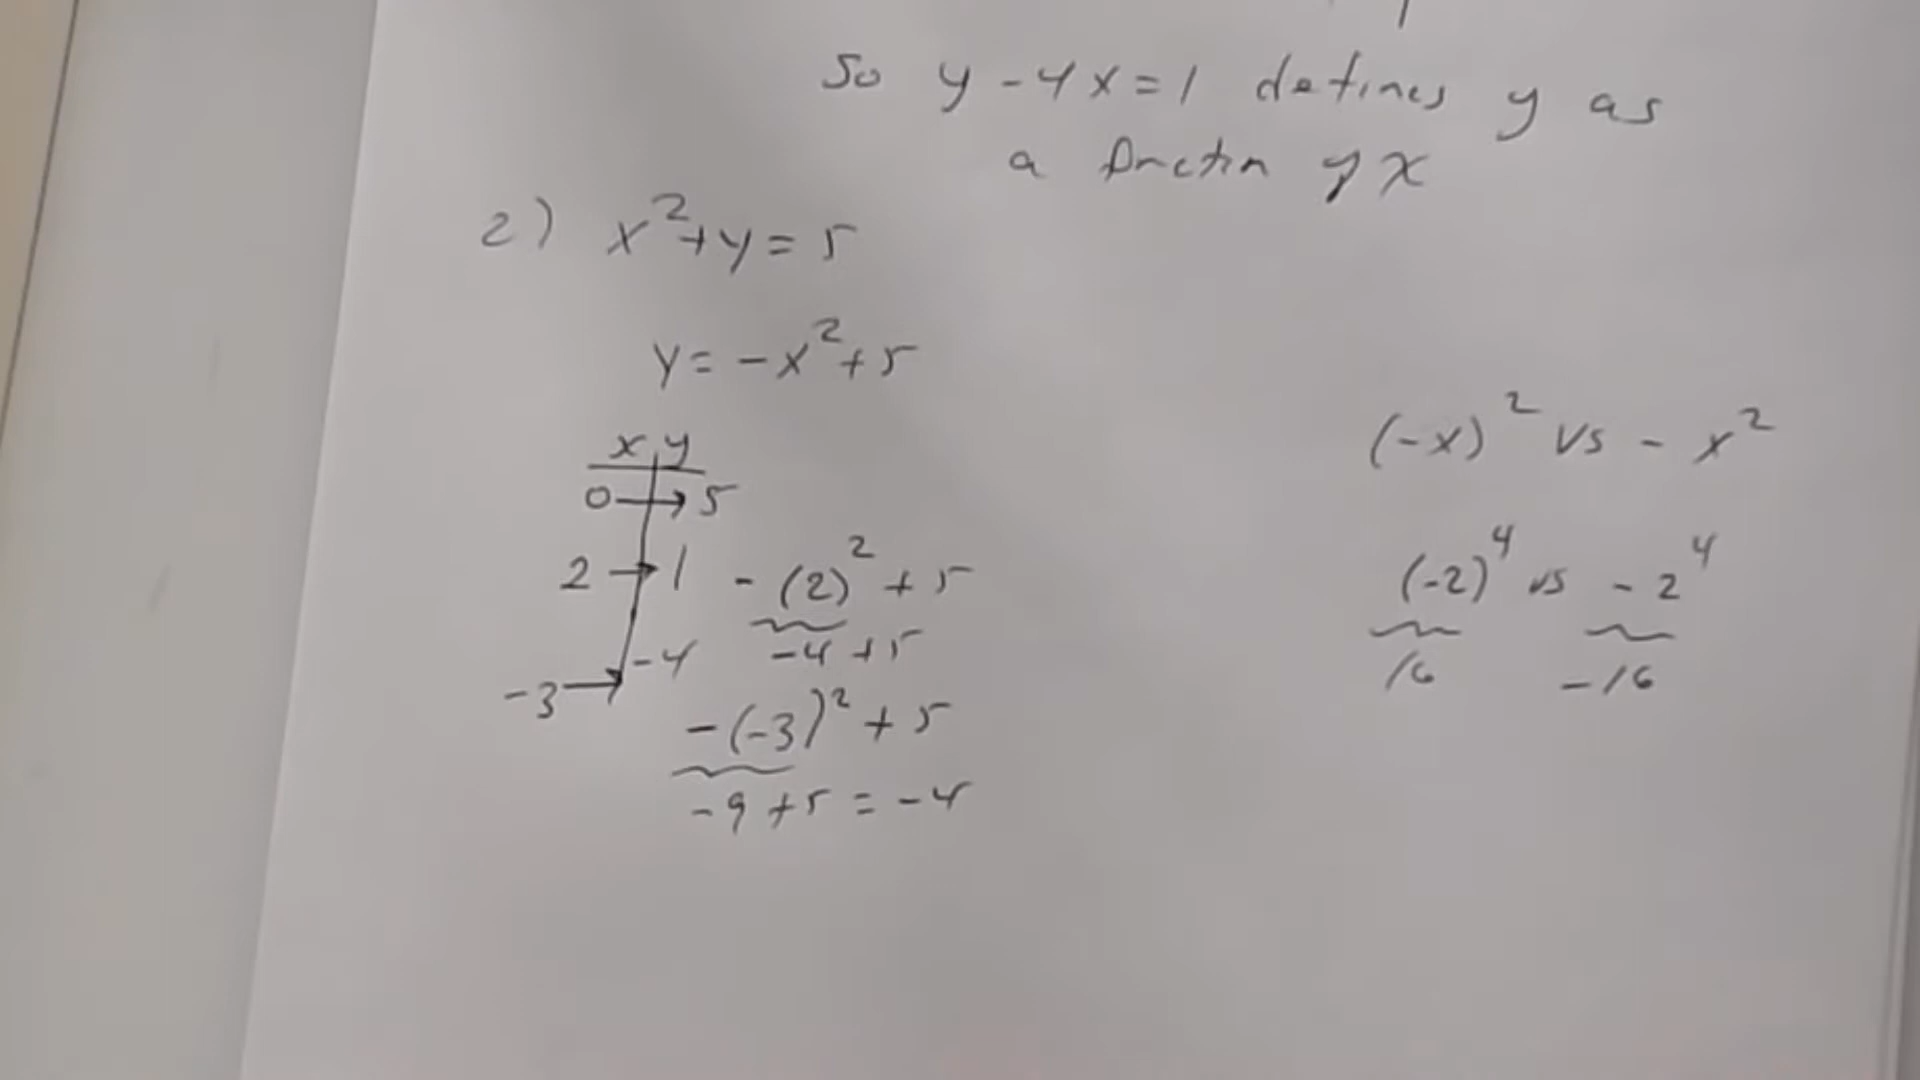 So y - 4x = 1 defines y as
a function of x
2) x² + y = 5
y = -x² + 5
x | y
0 → 5
2 → 1 -(2)² + 5
-4 + 5
-3 → -4
-(-3)² + 5
-9 + 5 = -4
(-x)² vs - x²
(-2)⁴ vs - 2⁴
16 -16